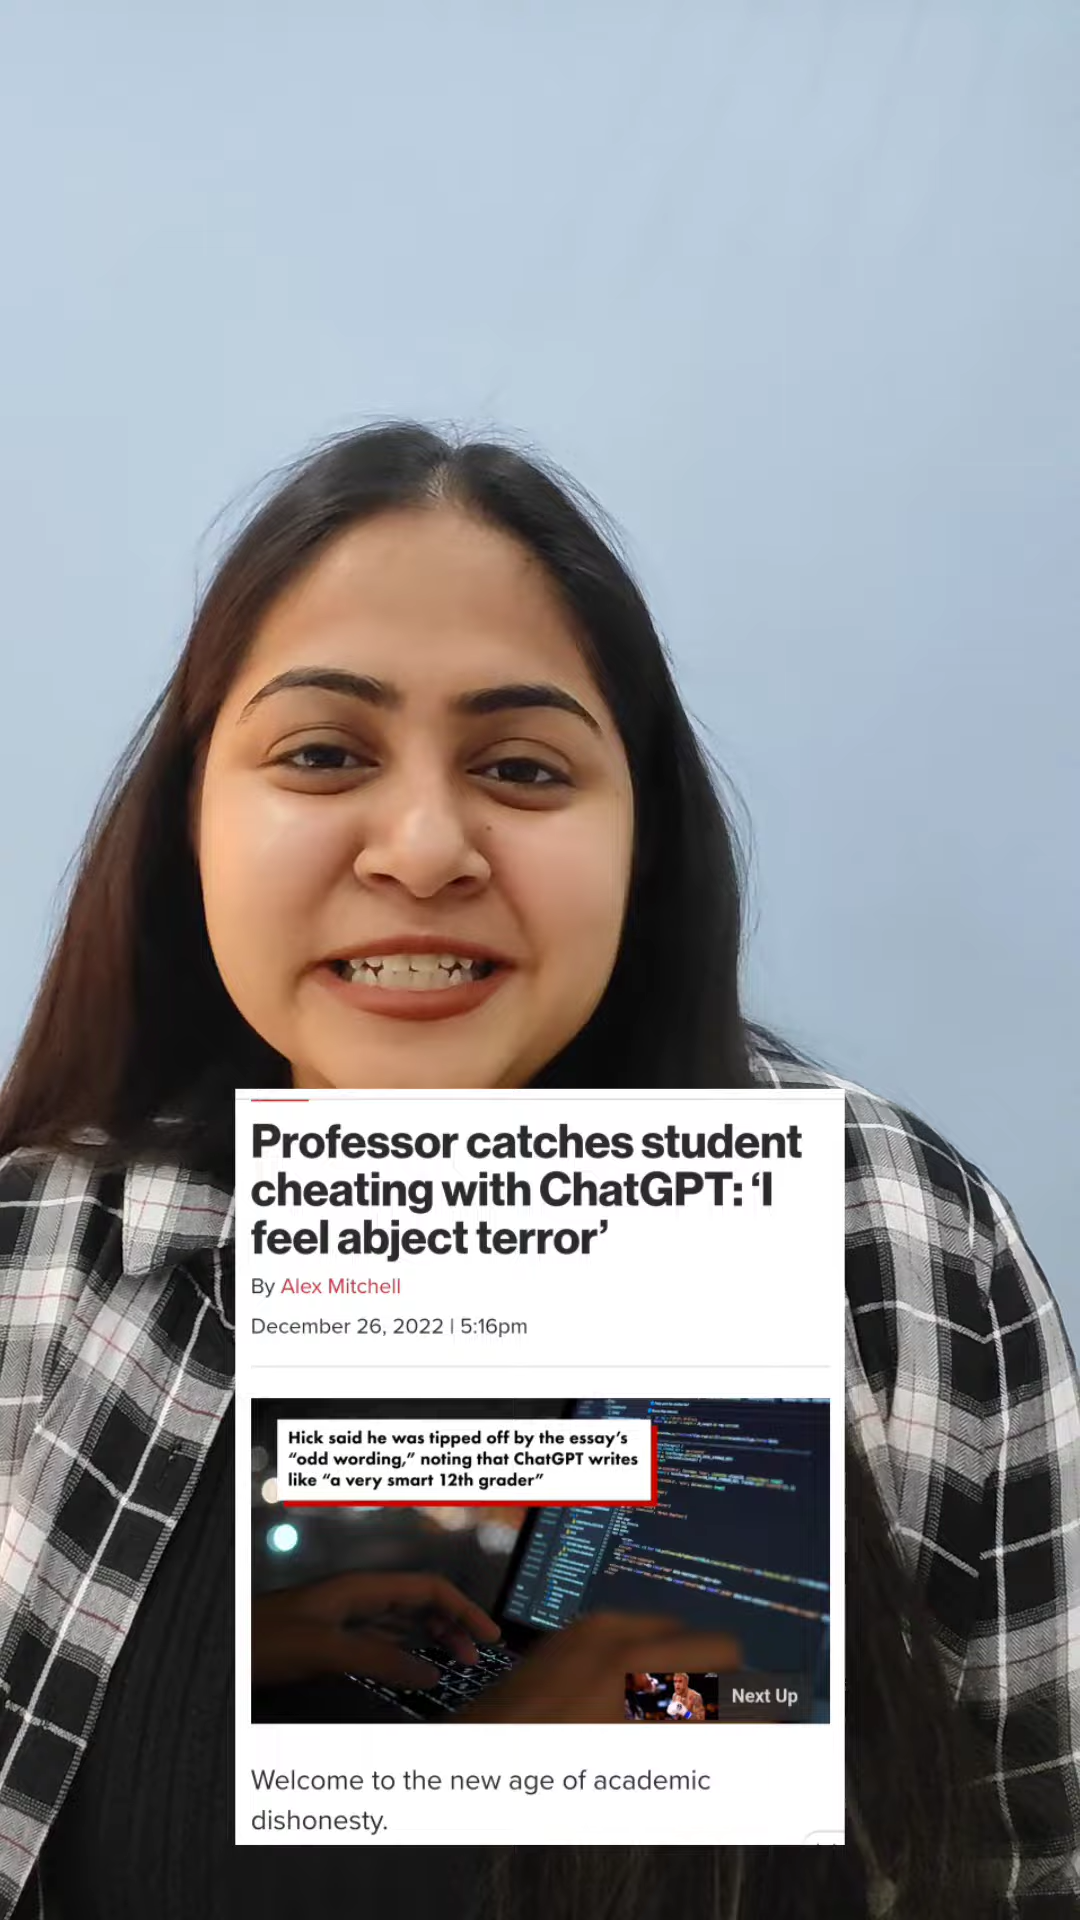 Professor catches student
cheating with ChatGPT: ‘I
feel abject terror’
By Alex Mitchell
December 26, 2022 | 5:16pm
Hick said he was tipped off by the essay’s
“odd wording,” noting that ChatGPT writes
like “a very smart 12th grader”
Next Up
Welcome to the new age of academic
dishonesty.